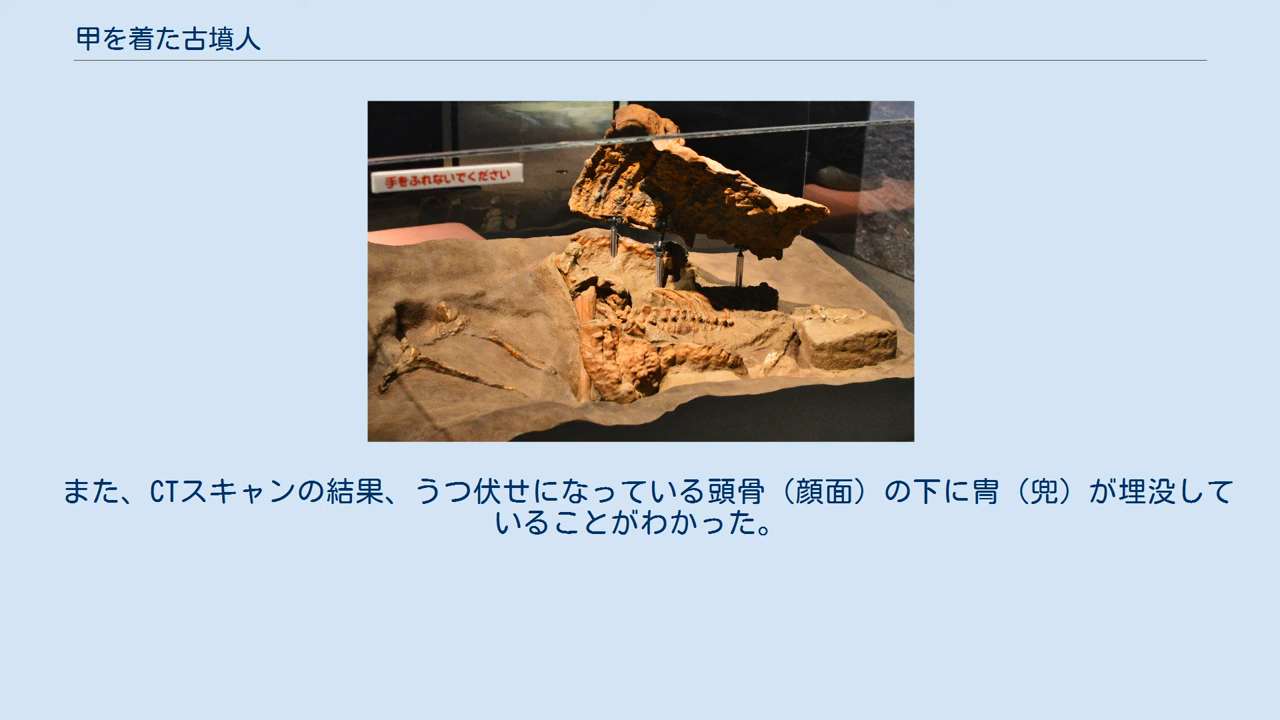 甲を着た古墳人
手をふれないでください
また、CTスキャンの結果、うつ伏せになっている頭骨（顔面）の下に冑（兜）が埋没して
いることがわかった。